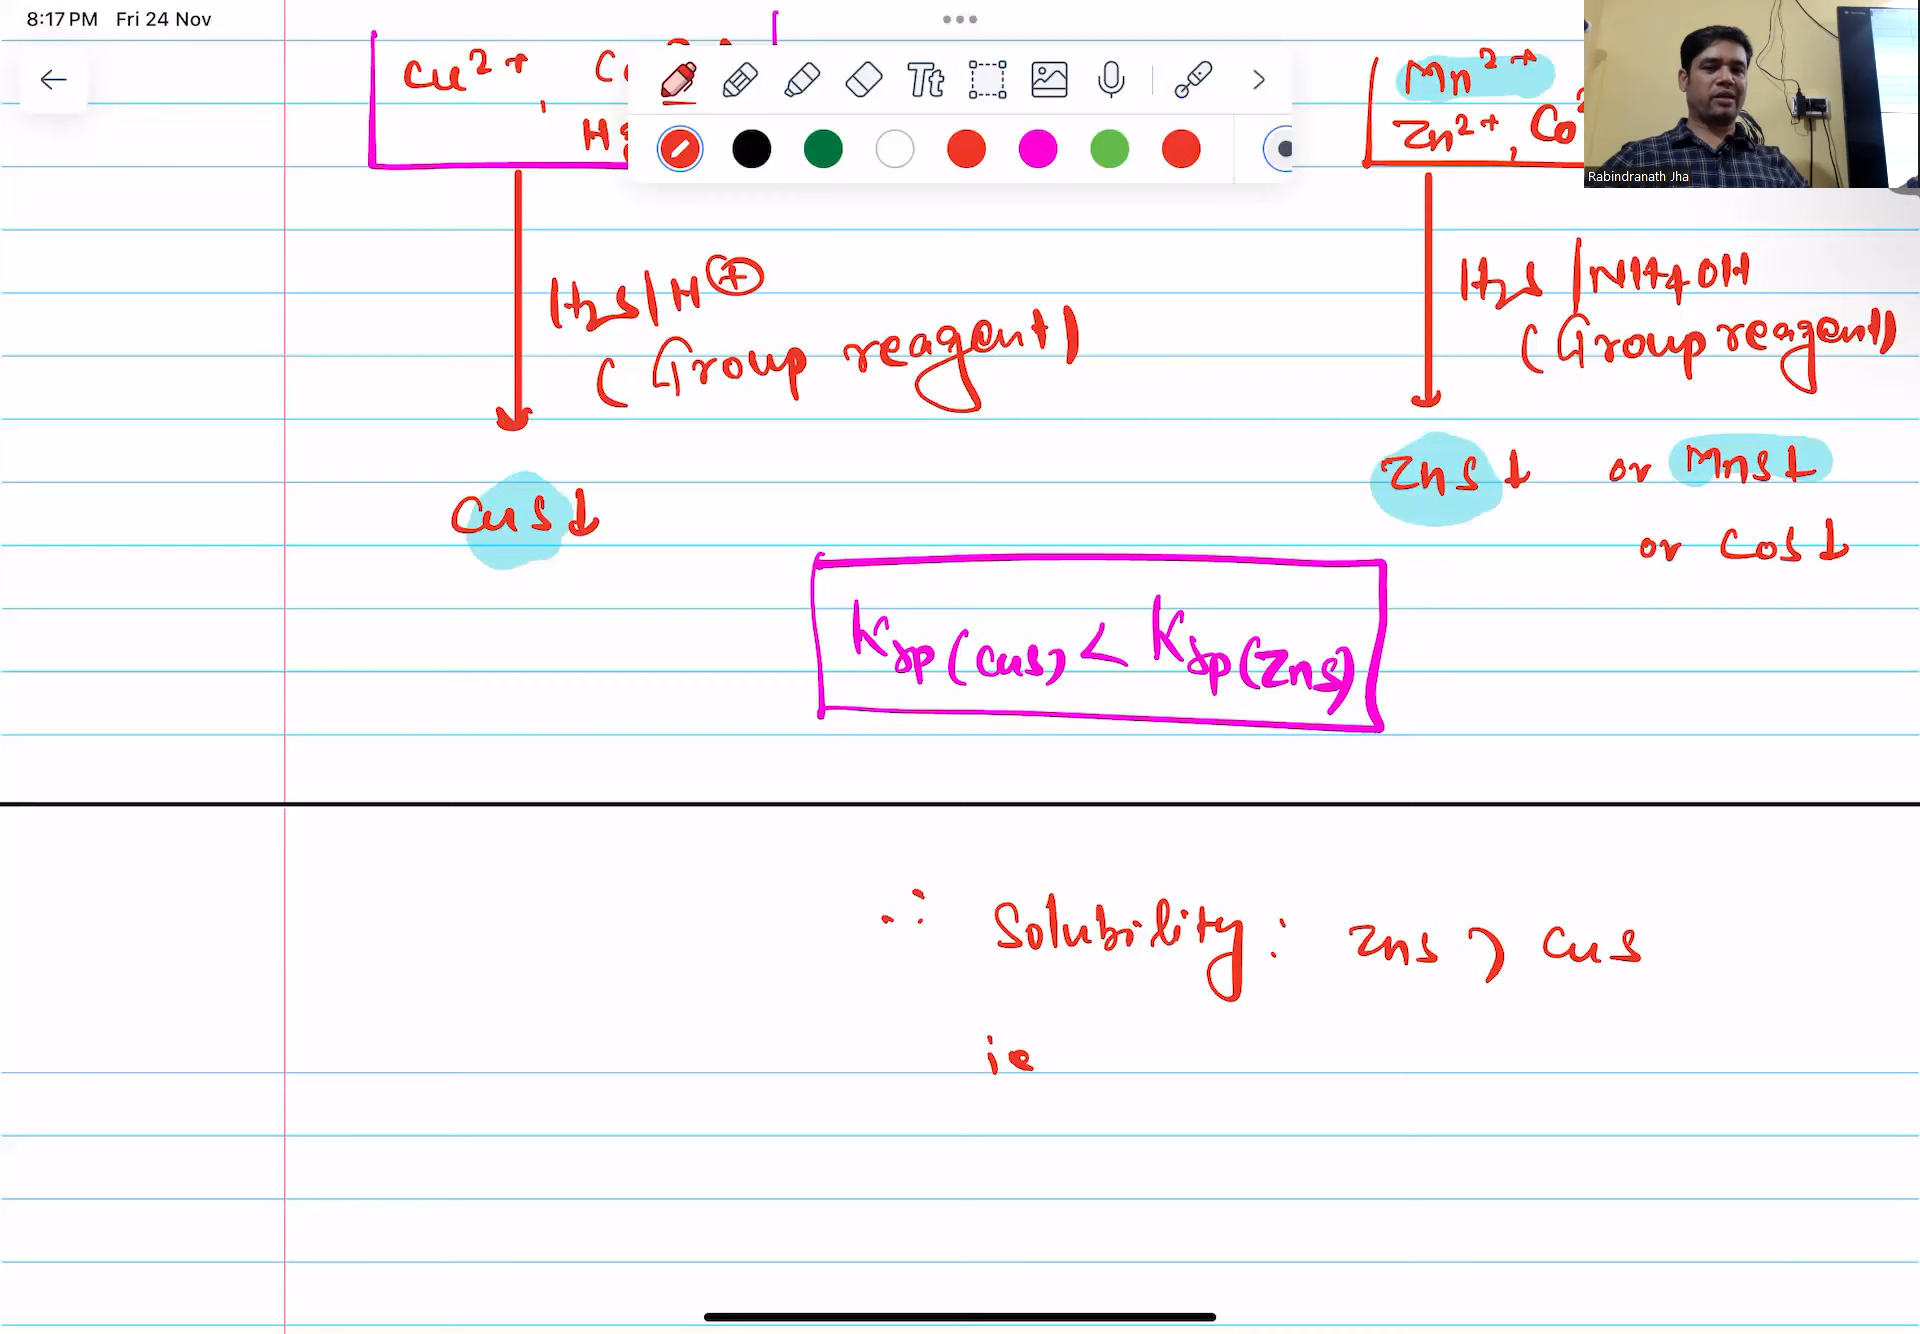 8:17 PM Fri 24 Nov
Cu2+,
Tt
Mn2+
Zn2+, Co
Rabindranath Jha
H2S/H+
(Group reagent)
H2S/NH4OH
(Group reagent)
CuS↓
ZnS↓ or MnS↓
or CoS↓
Ksp(CuS) < Ksp(ZnS)
∴ Solubility: ZnS > CuS
ie